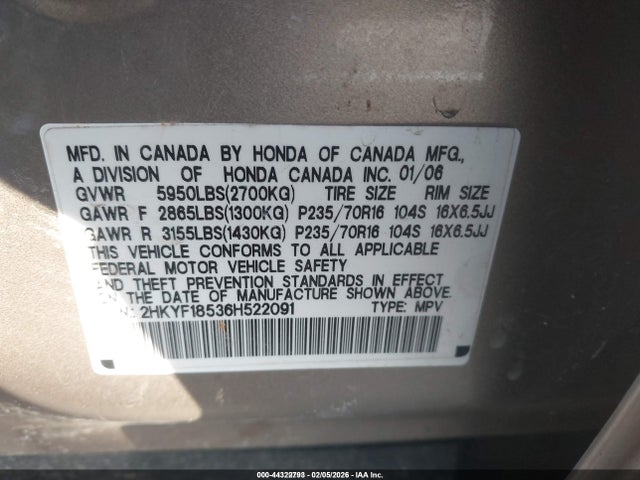 MFD. IN CANADA BY HONDA OF CANADA MFG.,
A DIVISION OF HONDA CANADA INC. 01/06
GVWR 5950LBS(2700KG) TIRE SIZE RIM SIZE
GAWR F 2865LBS(1300KG) P235/70R16 104S 16X6.5JJ
GAWR R 3155LBS(1430KG) P235/70R16 104S 16X6.5JJ
THIS VEHICLE CONFORMS TO ALL APPLICABLE
FEDERAL MOTOR VEHICLE SAFETY
AND THEFT PREVENTION STANDARDS IN EFFECT
ON THE DATE OF MANUFACTURE SHOWN ABOVE.
: 2HKYF18536H522091 TYPE: MPV
000-44329793 - 02/05/2026 - IAA Inc.